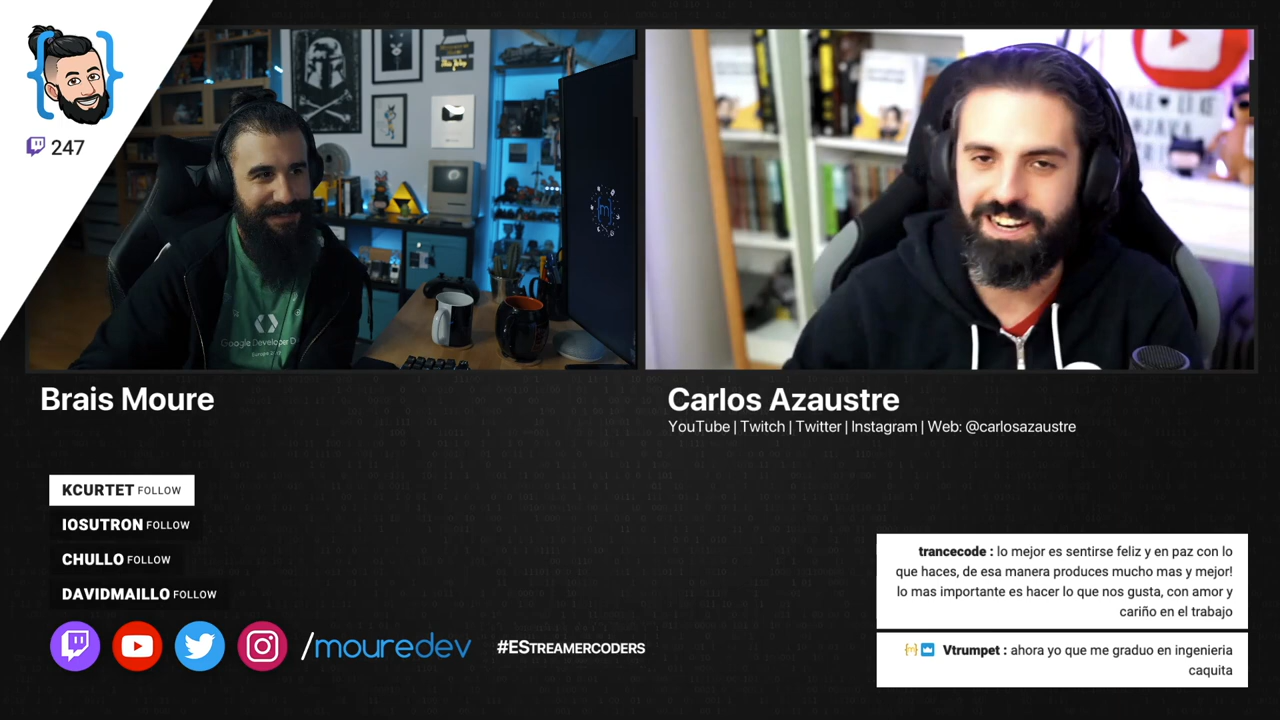 247
Google Developer
Brais Moure
Carlos Azaustre
YouTube | Twitch | Twitter | Instagram | Web: @carlosazaustre
KCURTET FOLLOW
IOSUTRON FOLLOW
CHULLO FOLLOW
DAVIDMAILLO FOLLOW
/mouredev
#EStreamercoders
trancecode : lo mejor es sentirse feliz y en paz con lo
que haces, de esa manera produces mucho mas y mejor!
lo mas importante es hacer lo que nos gusta, con amor y
cariño en el trabajo
Vtrumpet : ahora yo que me graduo en ingenieria
caquita